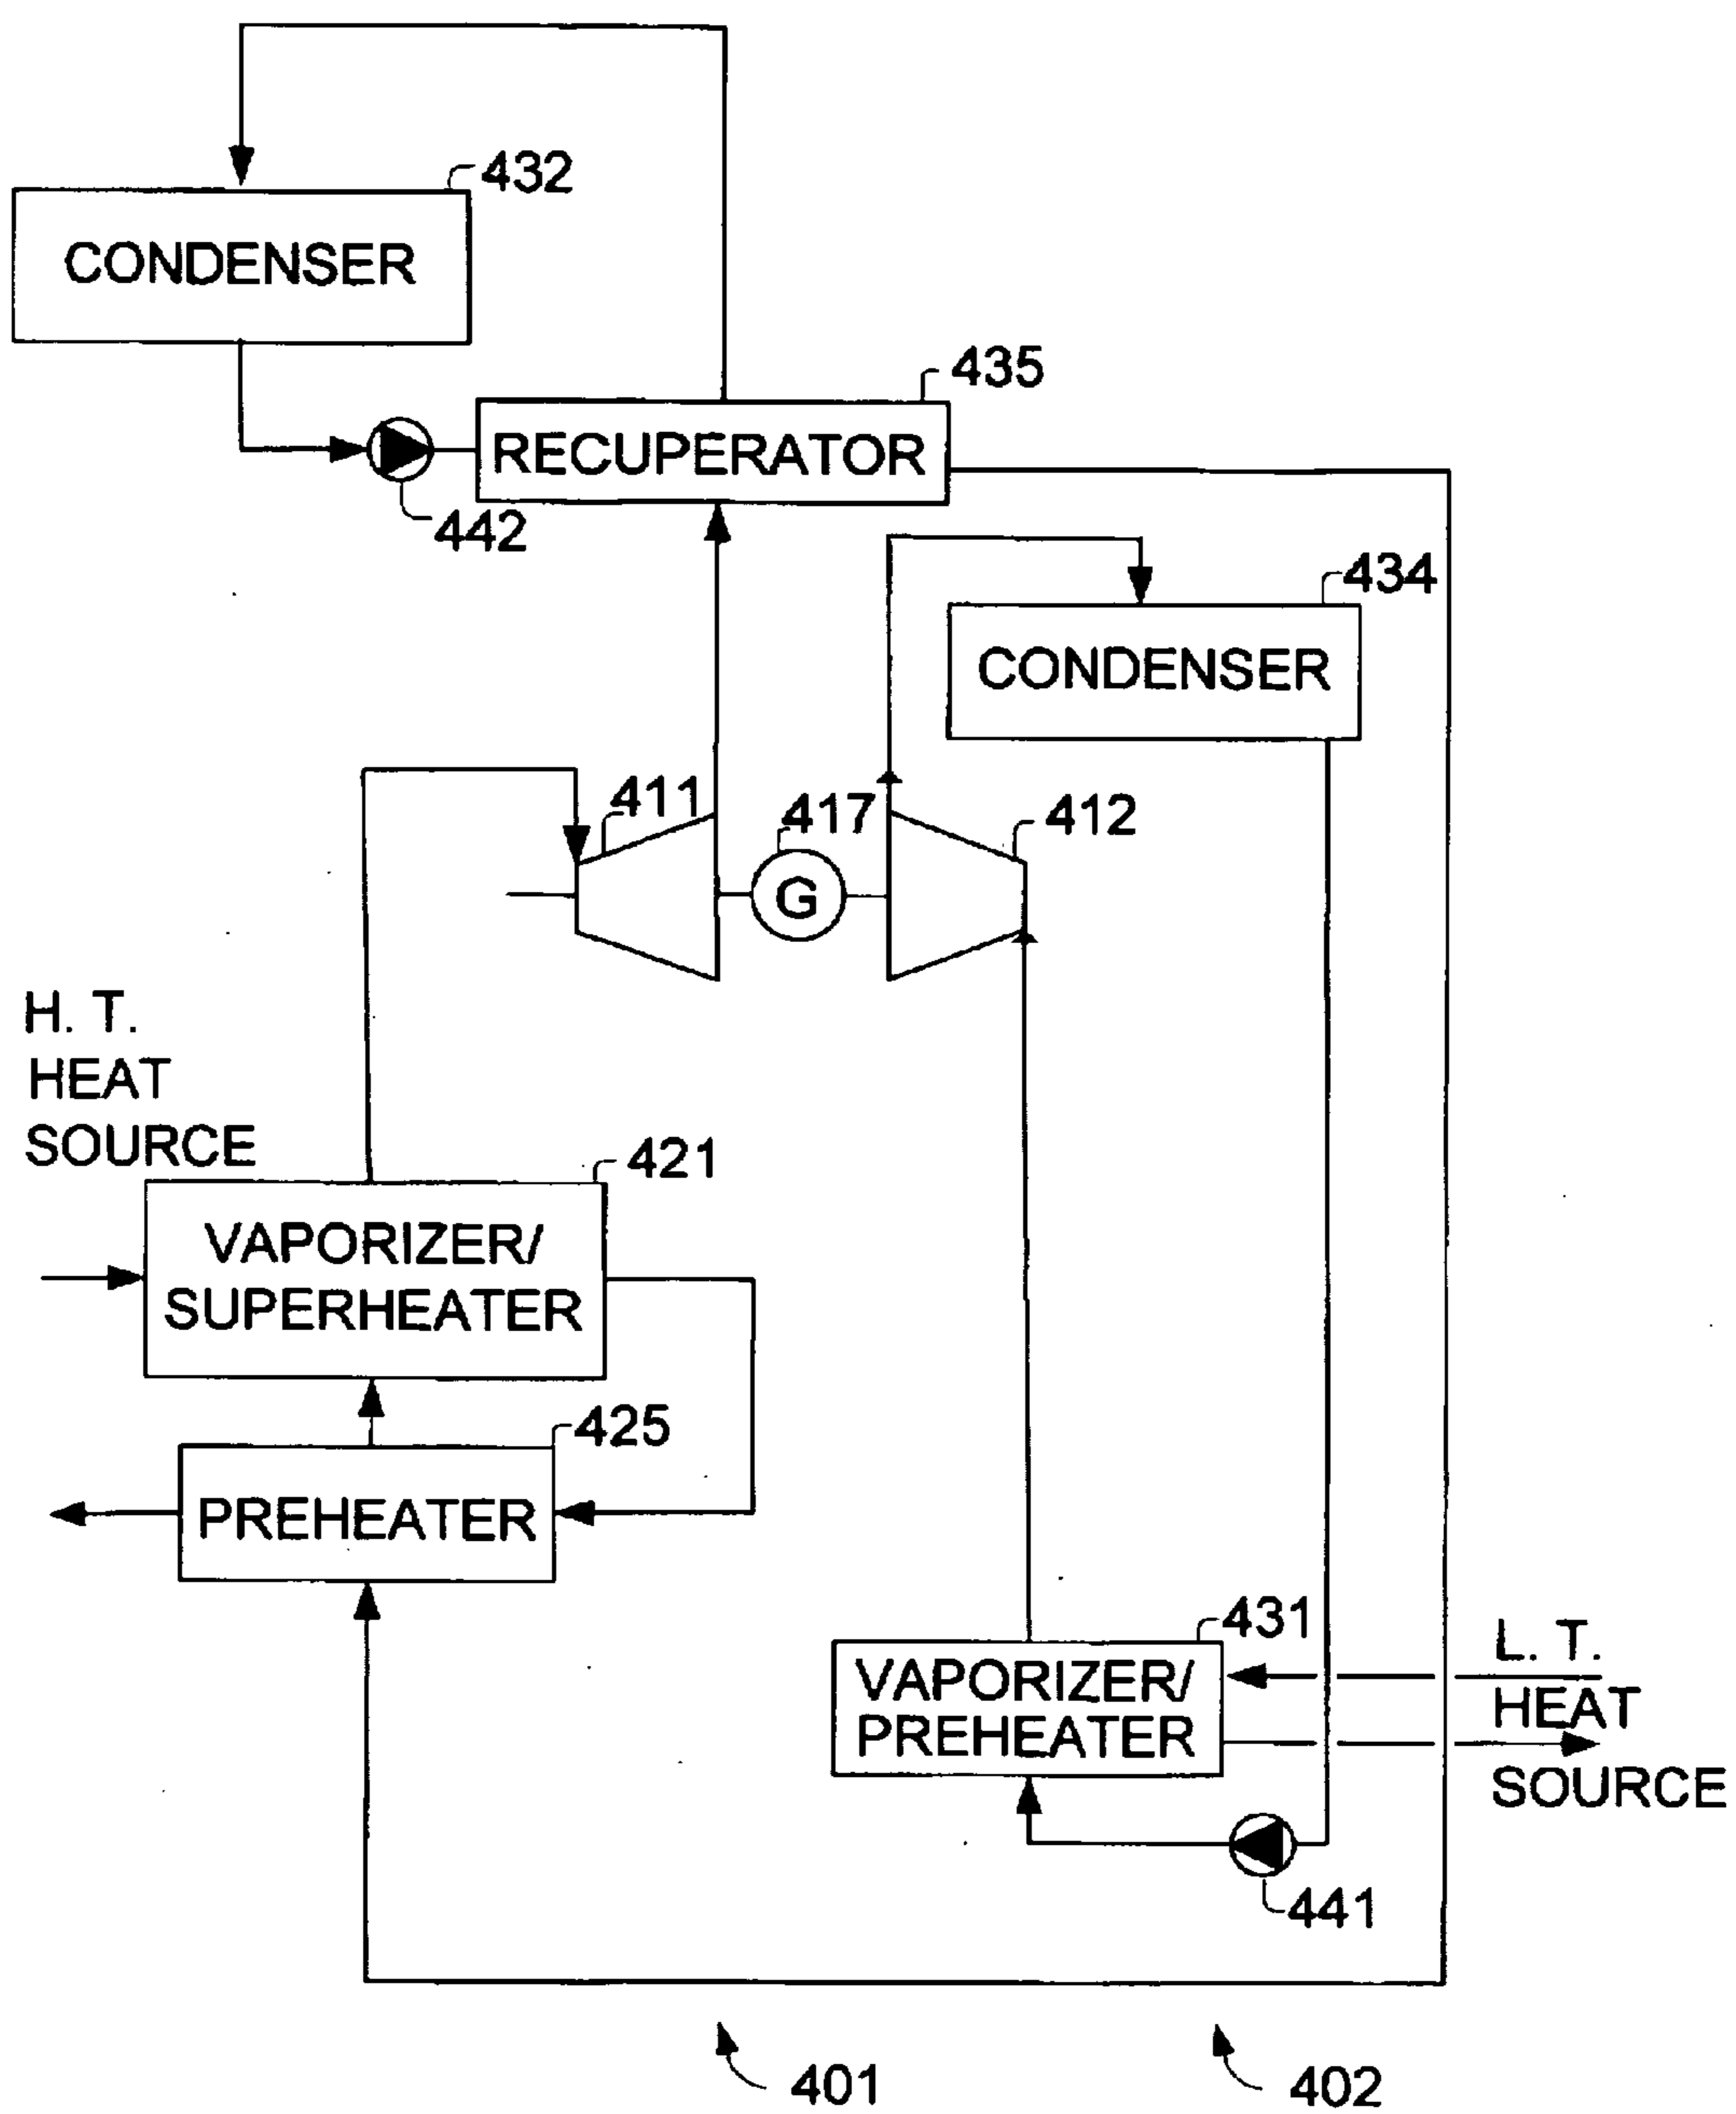 432
CONDENSER
435
RECUPERATOR
442
434
CONDENSER
411
417
412
G
H. T.
HEAT
SOURCE
421
VAPORIZER/
SUPERHEATER
425
PREHEATER
431
VAPORIZER/
PREHEATER
L. T.
HEAT
SOURCE
441
401
402